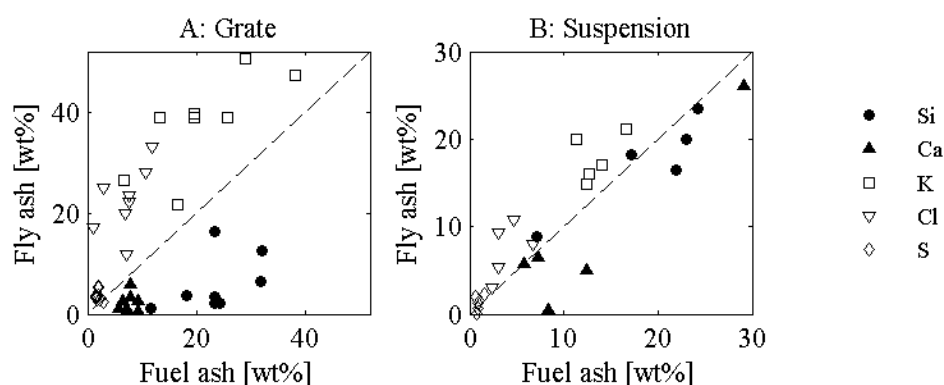 A: Grate
B: Suspension
Fly ash [wt%]
40
20
0
0
20
40
Fuel ash [wt%]
Fly ash [wt%]
30
20
10
0
0
10
20
30
Fuel ash [wt%]
Si
Ca
K
Cl
S